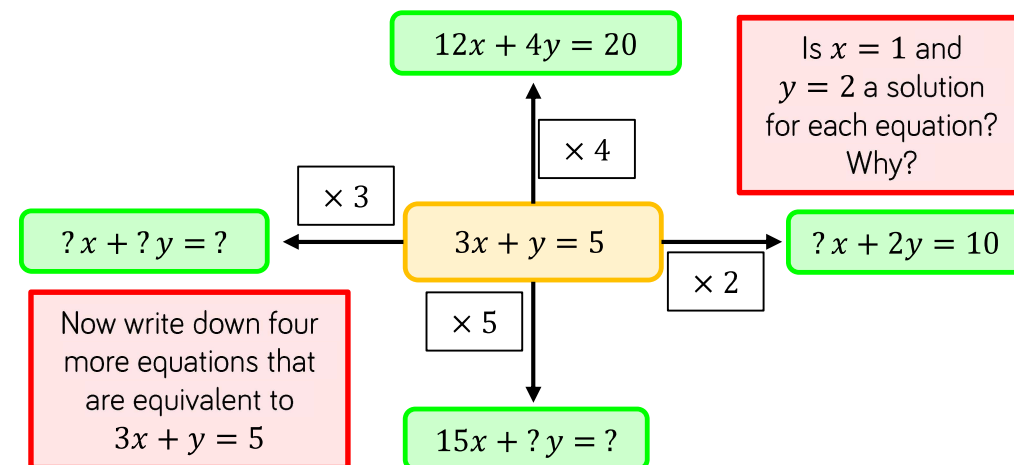 12x + 4y = 20
Is x = 1 and
y = 2 a solution
for each equation?
Why?
× 4
× 3
? x + ? y = ?
3x + y = 5
? x + 2y = 10
× 2
× 5
Now write down four
more equations that
are equivalent to
3x + y = 5
15x + ? y = ?